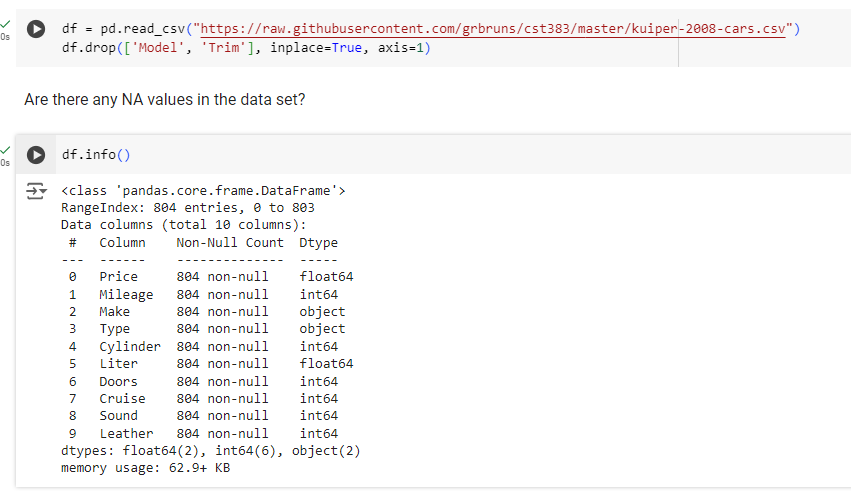 0s
df = pd.read_csv("https://raw.githubusercontent.com/grbruns/cst383/master/kuiper-2008-cars.csv")
df.drop(['Model', 'Trim'], inplace=True, axis=1)
Are there any NA values in the data set?
0s
df.info()
<class 'pandas.core.frame.DataFrame'>
RangeIndex: 804 entries, 0 to 803
Data columns (total 10 columns):
 #   Column    Non-Null Count  Dtype
---  ------    --------------  -----
 0   Price     804 non-null    float64
 1   Mileage   804 non-null    int64
 2   Make      804 non-null    object
 3   Type      804 non-null    object
 4   Cylinder  804 non-null    int64
 5   Liter     804 non-null    float64
 6   Doors     804 non-null    int64
 7   Cruise    804 non-null    int64
 8   Sound     804 non-null    int64
 9   Leather   804 non-null    int64
dtypes: float64(2), int64(6), object(2)
memory usage: 62.9+ KB